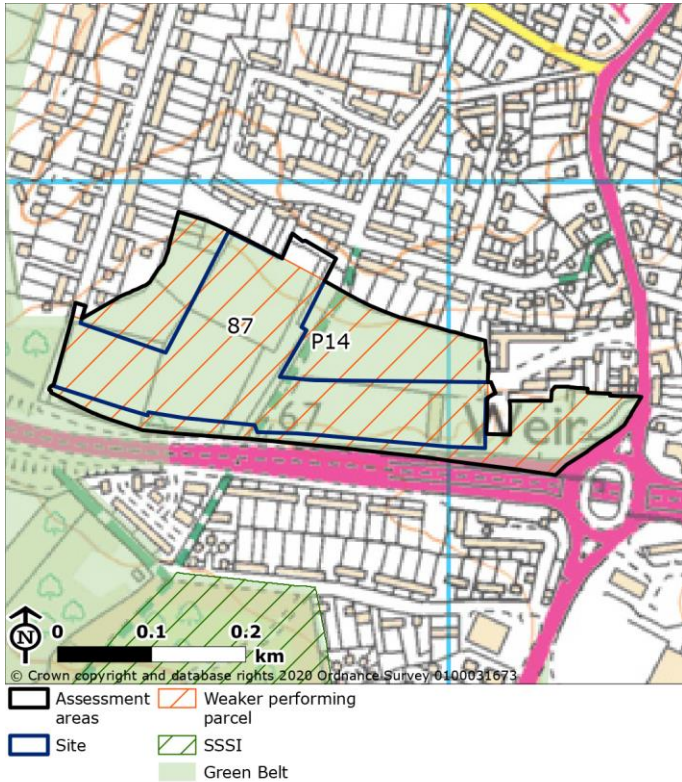 87
P14
67
Weir
N
0 0.1 0.2
km
© Crown copyright and database rights 2020 Ordnance Survey 0100031673
Assessment areas
Weaker performing parcel
Site
SSSI
Green Belt